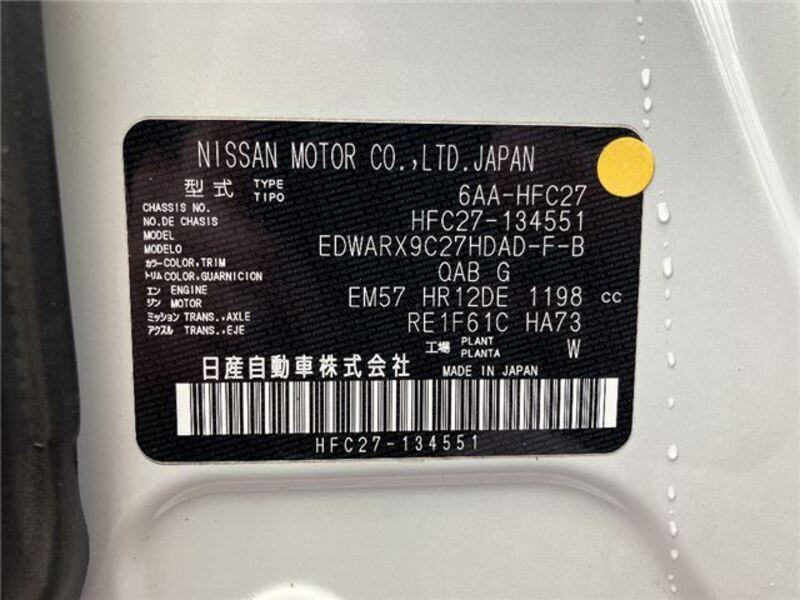 NISSAN MOTOR CO.,LTD.JAPAN
型式 TYPE TIPO 6AA-HFC27
CHASSIS NO. NO.DE CHASIS HFC27-134551
MODEL MODELO EDWARX9C27HDAD-F-B
カラー COLOR, TRIM トリム COLOR.GUARNICION QAB G
エンジン ENGINE MOTOR EM57 HR12DE 1198 cc
ミッション TRANS.,AXLE アクスル TRANS.,EJE RE1F61C HA73
工場 PLANT PLANTA W
日産自動車株式会社 MADE IN JAPAN
HFC27-134551